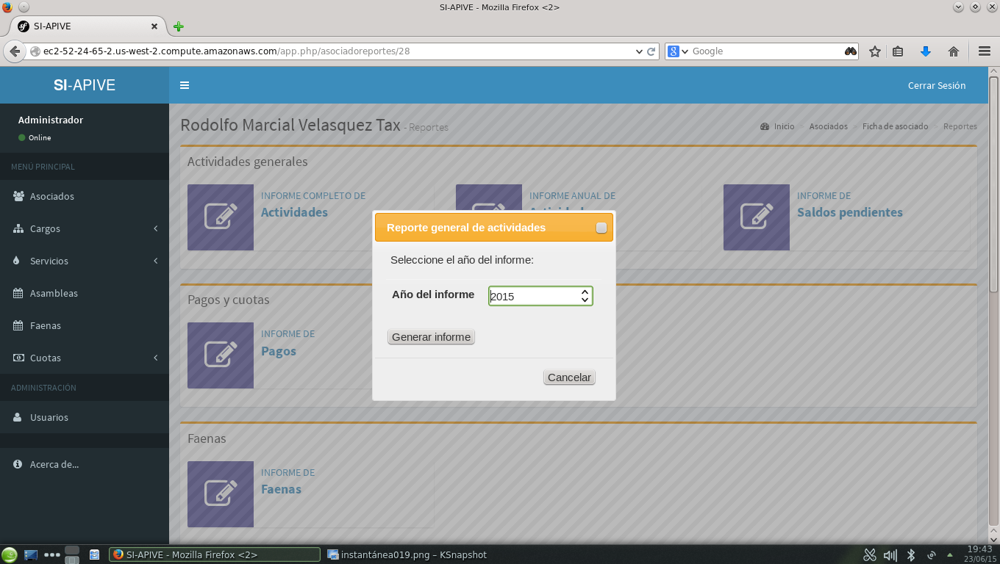 SI-APIVE - Mozilla Firefox <2>
SI-APIVE
ec2-52-24-65-2.us-west-2.compute.amazonaws.com/app.php/asociadoreportes/28
Google
SI-APIVE
Cerrar Sesión
Administrador
Online
MENÚ PRINCIPAL
Asociados
Cargos
Servicios
Asambleas
Faenas
Cuotas
ADMINISTRACIÓN
Usuarios
Acerca de...
Rodolfo Marcial Velasquez Tax - Reportes
Inicio > Asociados > Ficha de asociado > Reportes
Actividades generales
INFORME COMPLETO DE
Actividades
INFORME ANUAL DE
INFORME DE
Saldos pendientes
Reporte general de actividades
Seleccione el año del informe:
Año del informe 2015
Generar informe
Cancelar
Pagos y cuotas
INFORME DE
Pagos
Faenas
INFORME DE
Faenas
SI-APIVE - Mozilla Firefox <2>
instantánea019.png – KSnapshot
19:43
23/06/15